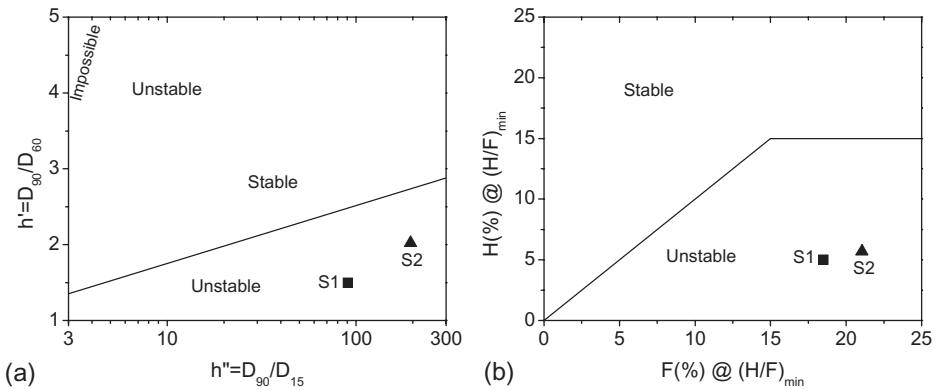 5
4
3
2
1
3
10
100
300
h'=D90/D60
h"=D90/D15
Impossible
Unstable
Stable
Unstable
S1
S2
(a)
25
20
15
10
5
0
0
5
10
15
20
25
H(%) @ (H/F)min
F(%) @ (H/F)min
Stable
Unstable
S1
S2
(b)